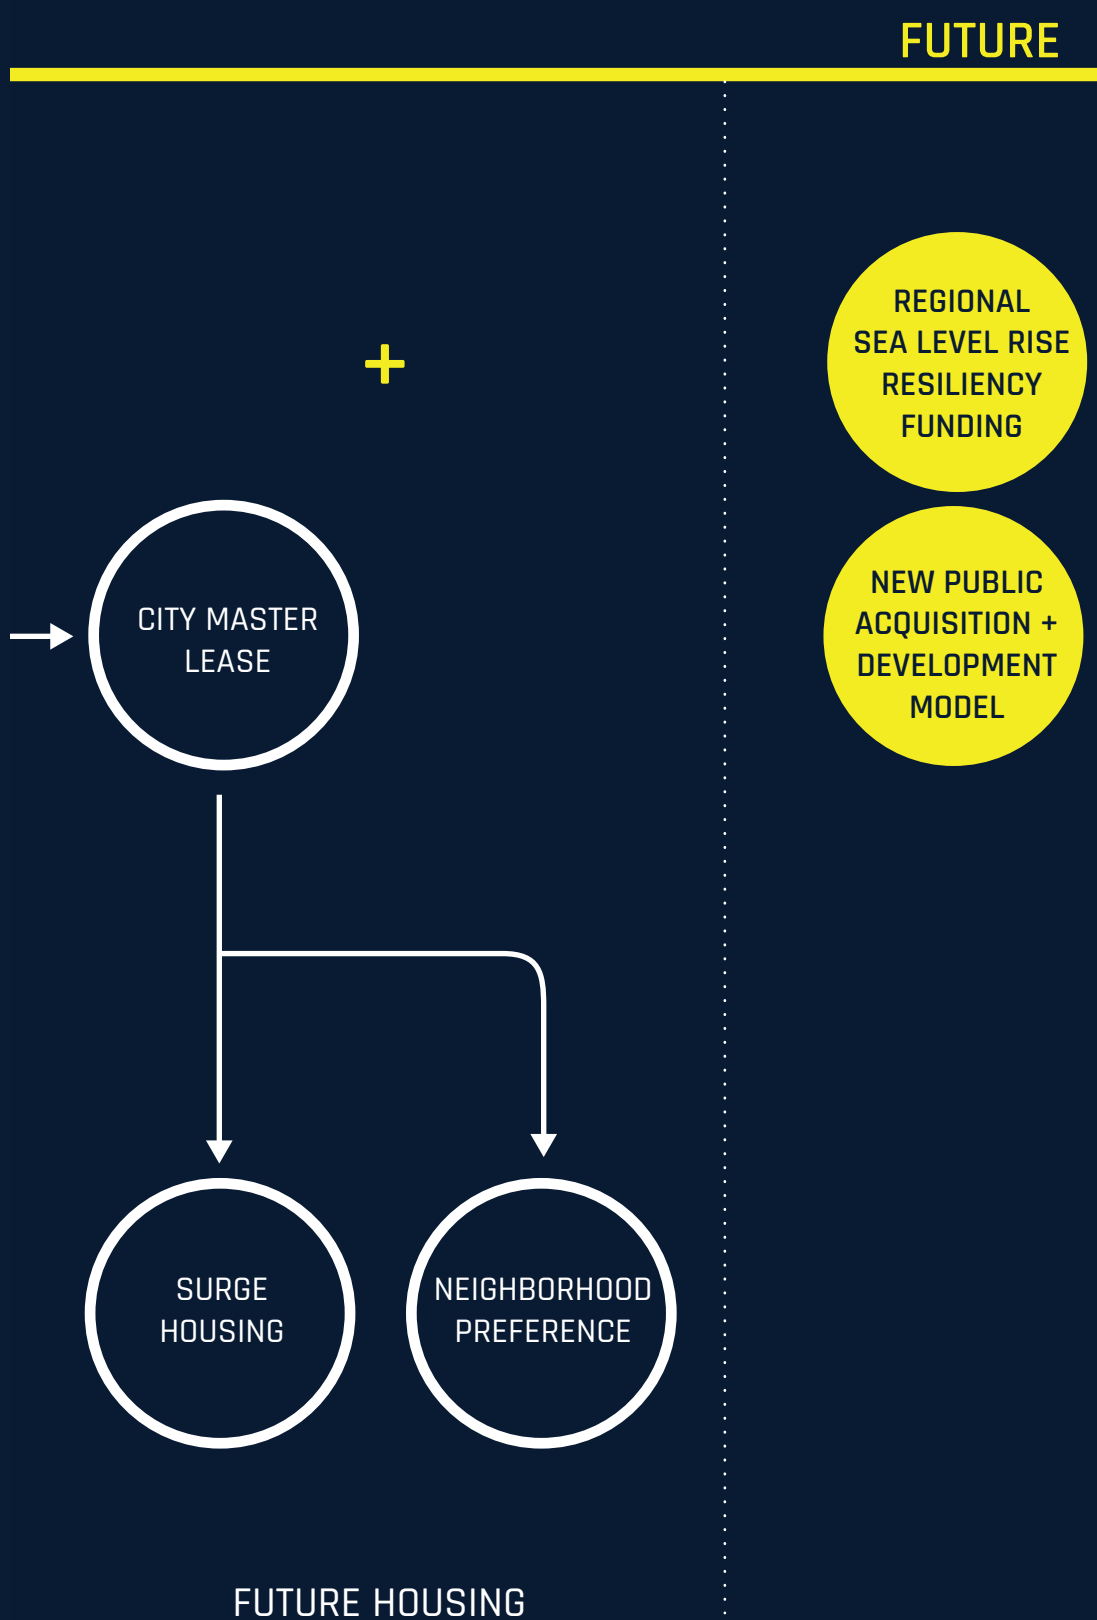 FUTURE
+
REGIONAL
SEA LEVEL RISE
RESILIENCY
FUNDING
CITY MASTER
LEASE
NEW PUBLIC
ACQUISITION +
DEVELOPMENT
MODEL
SURGE
HOUSING
NEIGHBORHOOD
PREFERENCE
FUTURE HOUSING